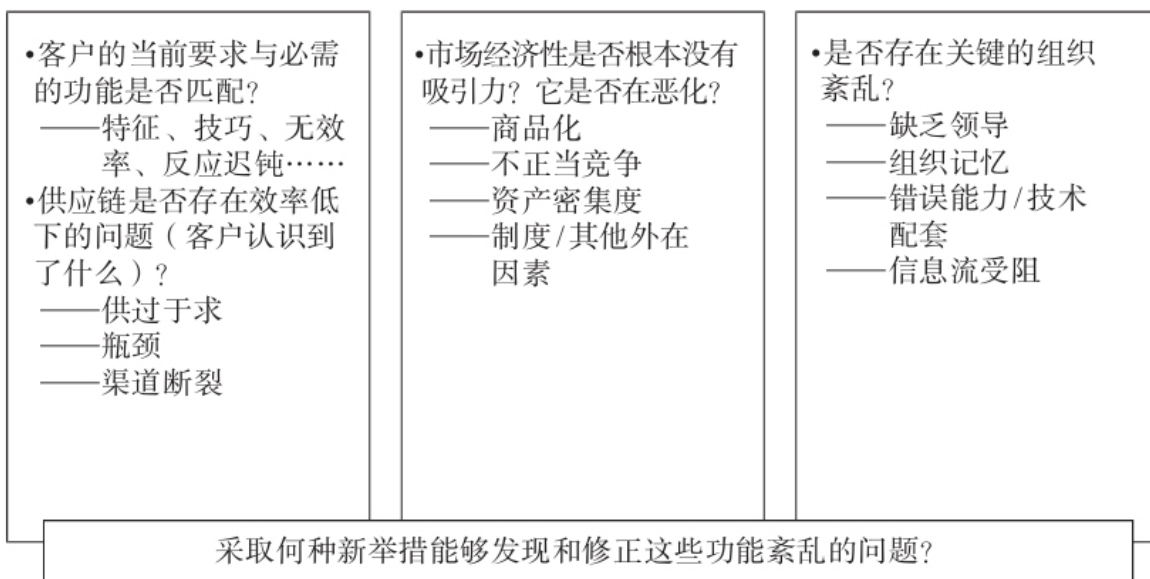 •客户的当前要求与必需
的功能是否匹配？
——特征、技巧、无效
率、反应迟钝……
•供应链是否存在效率低
下的问题（客户认识到
了什么）？
——供过于求
——瓶颈
——渠道断裂
•市场经济性是否根本没有
吸引力？它是否在恶化？
——商品化
——不正当竞争
——资产密集度
——制度/其他外在
因素
•是否存在关键的组织
紊乱？
——缺乏领导
——组织记忆
——错误能力/技术
配套
——信息流受阻
采取何种新举措能够发现和修正这些功能紊乱的问题？